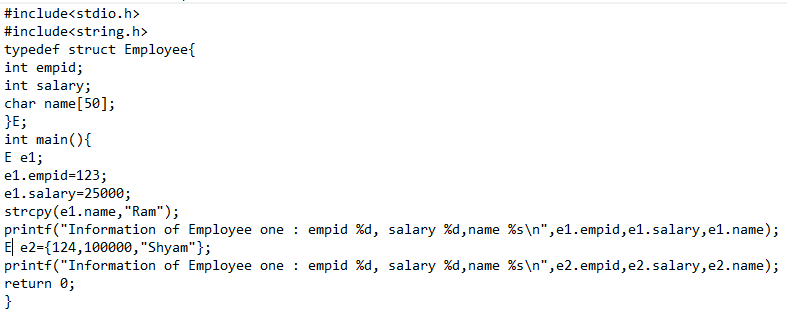 #include<stdio.h>
#include<string.h>
typedef struct Employee{
int empid;
int salary;
char name[50];
}E;
int main(){
E e1;
e1.empid=123;
e1.salary=25000;
strcpy(e1.name,"Ram");
printf("Information of Employee one : empid %d, salary %d,name %s\n",e1.empid,e1.salary,e1.name);
E e2={124,100000,"Shyam"};
printf("Information of Employee one : empid %d, salary %d,name %s\n",e2.empid,e2.salary,e2.name);
return 0;
}